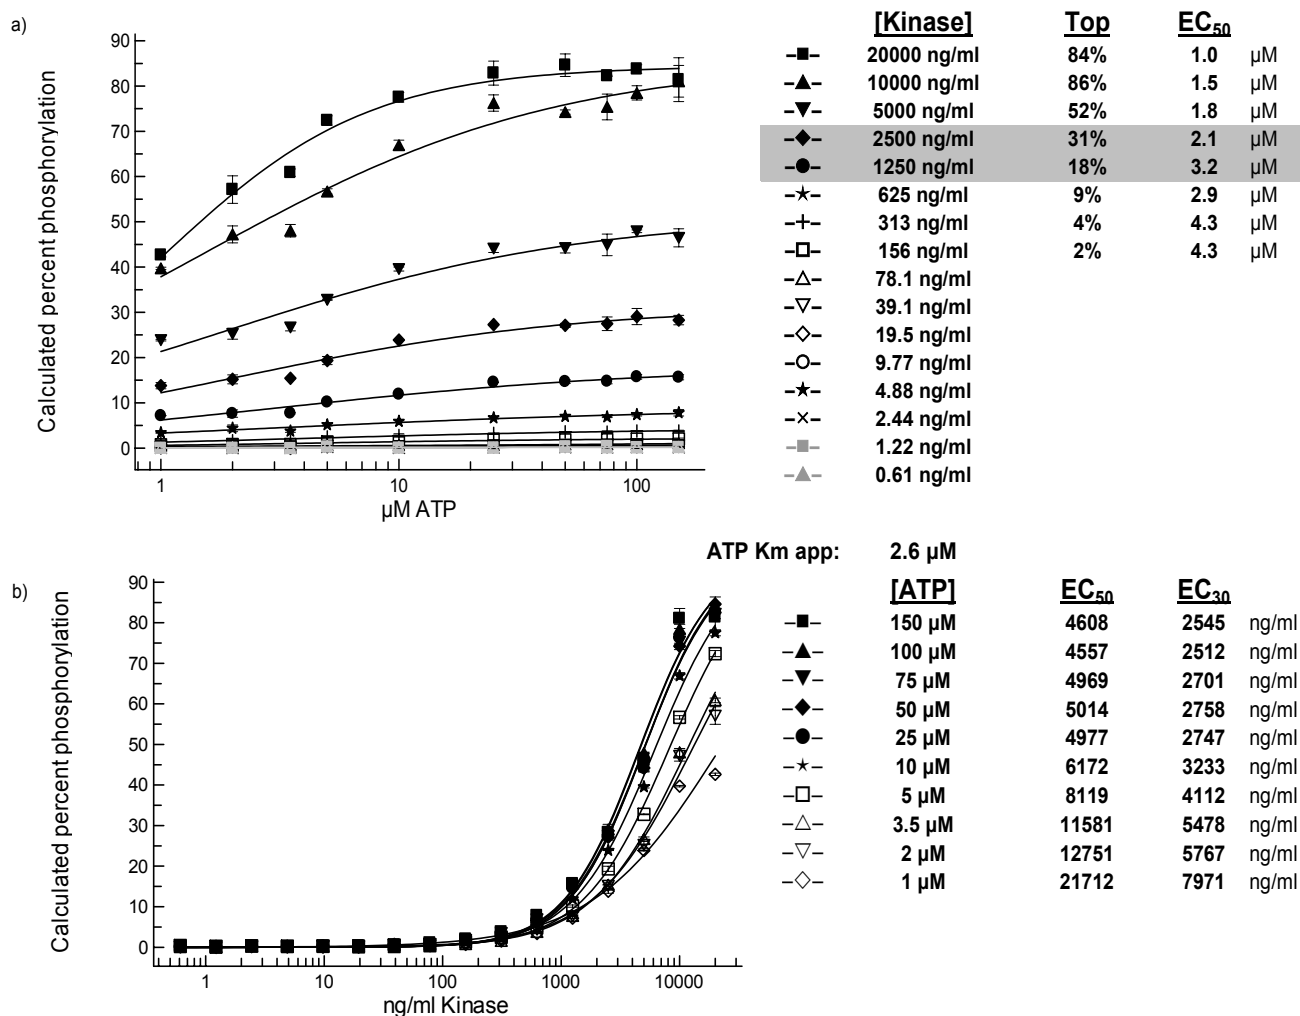 a)
[Kinase] Top EC50
20000 ng/ml 84% 1.0 µM
10000 ng/ml 86% 1.5 µM
5000 ng/ml 52% 1.8 µM
2500 ng/ml 31% 2.1 µM
1250 ng/ml 18% 3.2 µM
625 ng/ml 9% 2.9 µM
313 ng/ml 4% 4.3 µM
156 ng/ml 2% 4.3 µM
78.1 ng/ml
39.1 ng/ml
19.5 ng/ml
9.77 ng/ml
4.88 ng/ml
2.44 ng/ml
1.22 ng/ml
0.61 ng/ml
Calculated percent phosphorylation
90
80
70
60
50
40
30
20
10
0
1 10 100
µM ATP
ATP Km app: 2.6 µM
b)
[ATP] EC50 EC30
150 µM 4608 2545 ng/ml
100 µM 4557 2512 ng/ml
75 µM 4969 2701 ng/ml
50 µM 5014 2758 ng/ml
25 µM 4977 2747 ng/ml
10 µM 6172 3233 ng/ml
5 µM 8119 4112 ng/ml
3.5 µM 11581 5478 ng/ml
2 µM 12751 5767 ng/ml
1 µM 21712 7971 ng/ml
Calculated percent phosphorylation
90
80
70
60
50
40
30
20
10
0
1 10 100 1000 10000
ng/ml Kinase